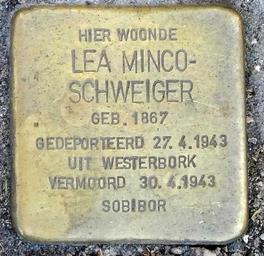 HIER WOONDE
LEA MINCO-
SCHWEIGER
GEB. 1867
GEDEPORTEERD 27.4.1943
UIT WESTERBORK
VERMOORD 30.4.1943
SOBIBOR